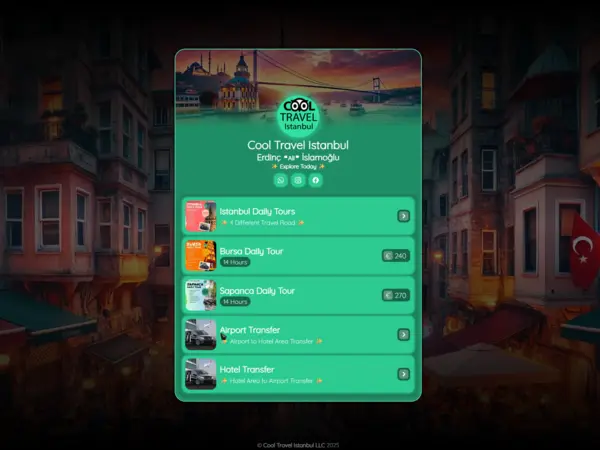 COOL
TRAVEL
Istanbul
Cool Travel Istanbul
Erdinç "Ali" İslamoğlu
✨ Explore Today ✨
Istanbul Daily Tours
✨ 4 Different Travel Road ✨
Bursa Daily Tour
14 Hours
€ 240
Sapanca Daily Tour
14 Hours
€ 270
Airport Transfer
✨ Airport to Hotel Area Transfer ✨
Hotel Transfer
✨ Hotel Area to Airport Transfer ✨
© Cool Travel Istanbul LLC 2025